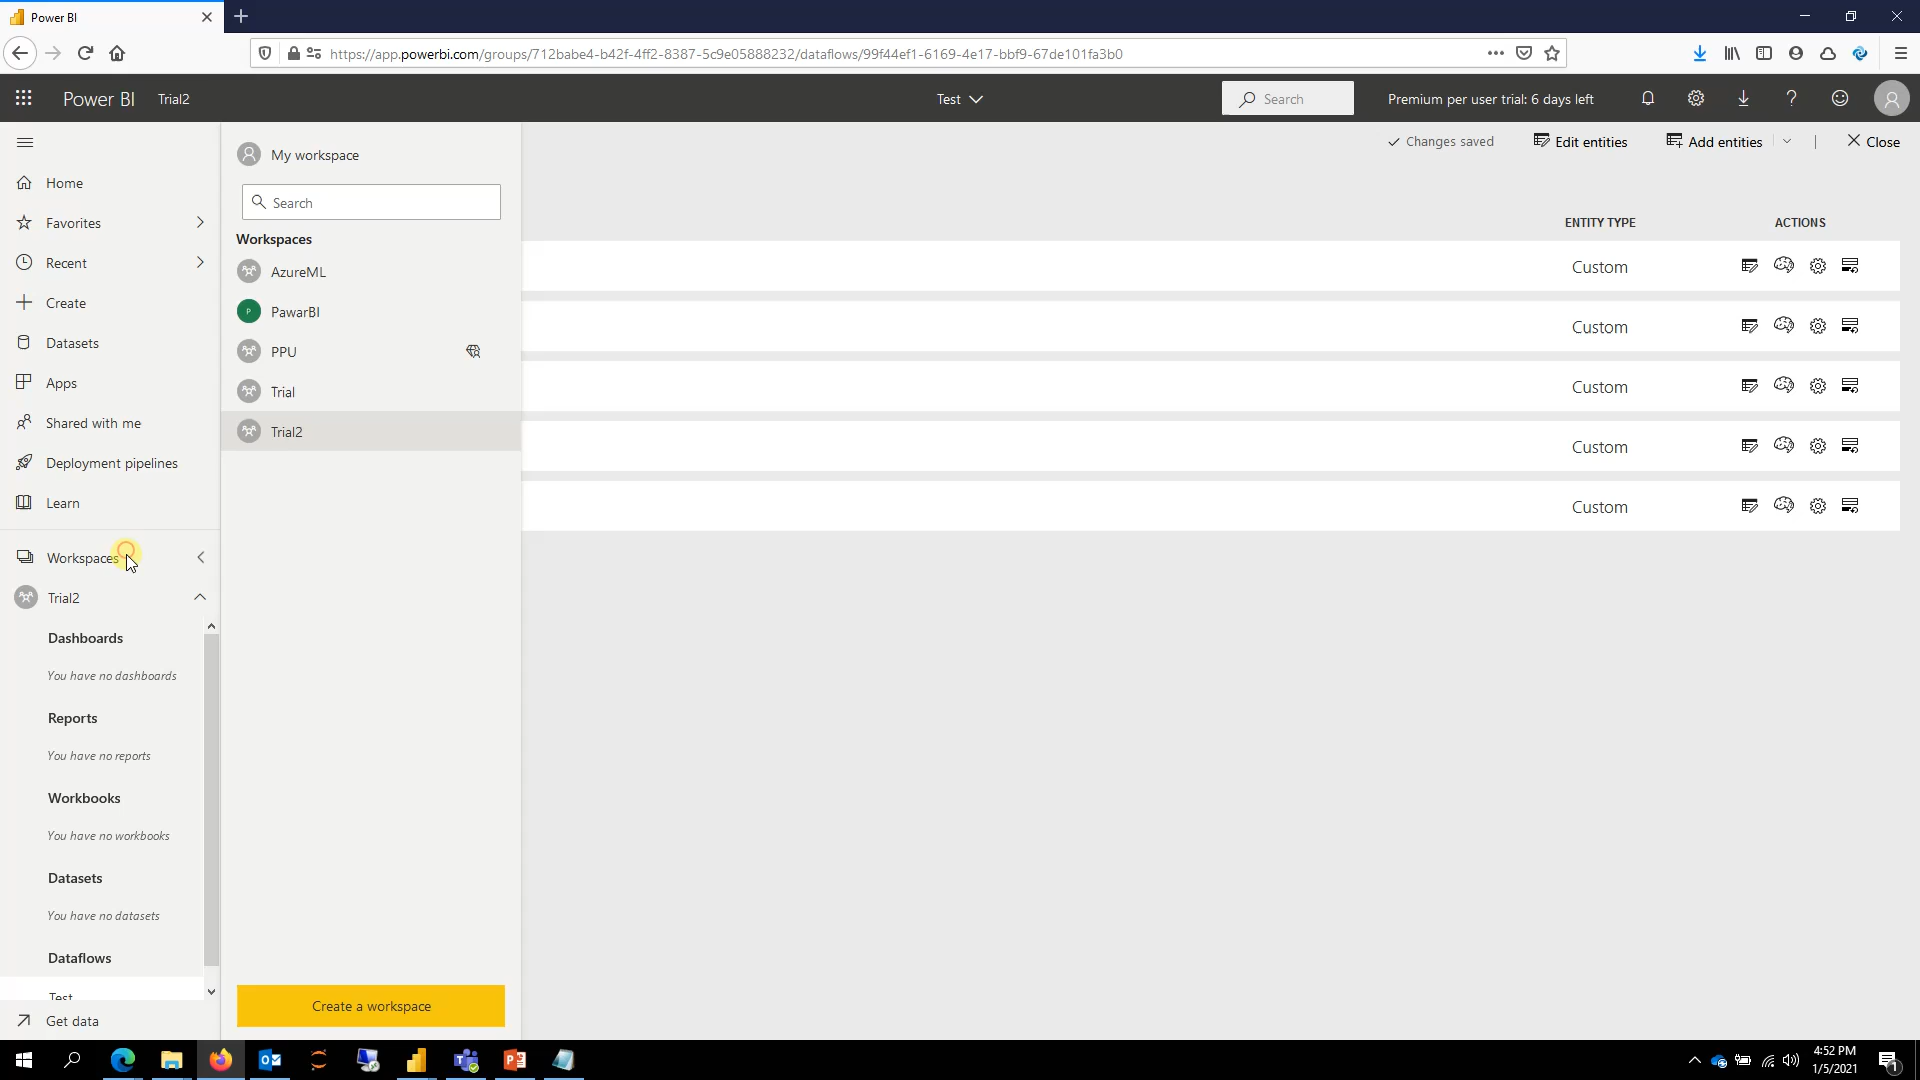 Power BI
https://app.powerbi.com/groups/712babe4-b42f-4ff2-8387-5c9e05888232/dataflows/99f44ef1-6169-4e17-bbf9-67de101fa3b0
Power BI Trial2 Test Search Premium per user trial: 6 days left
Changes saved Edit entities Add entities Close
Home
Favorites
Recent
Create
Datasets
Apps
Shared with me
Deployment pipelines
Learn
Workspaces
Trial2
Dashboards
You have no dashboards
Reports
You have no reports
Workbooks
You have no workbooks
Datasets
You have no datasets
Dataflows
Test
Get data
My workspace
Search
Workspaces
AzureML
P PawarBI
PPU
Trial
Trial2
Create a workspace
ENTITY TYPE ACTIONS
Custom
Custom
Custom
Custom
Custom
4:52 PM
1/5/2021
1